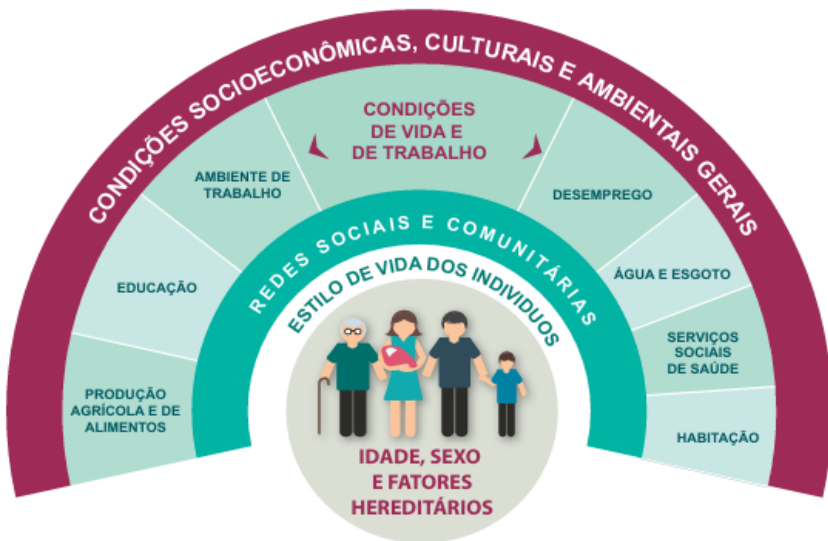 CONDIÇÕES SOCIOECONÔMICAS, CULTURAIS E AMBIENTAIS GERAIS
CONDIÇÕES
DE VIDA E
DE TRABALHO
AMBIENTE DE
TRABALHO
EDUCAÇÃO
PRODUÇÃO
AGRÍCOLA E DE
ALIMENTOS
DESEMPREGO
ÁGUA E ESGOTO
SERVIÇOS
SOCIAIS
DE SAÚDE
HABITAÇÃO
REDES SOCIAIS E COMUNITÁRIAS
ESTILO DE VIDA DOS INDIVIDUOS
IDADE, SEXO
E FATORES
HEREDITÁRIOS